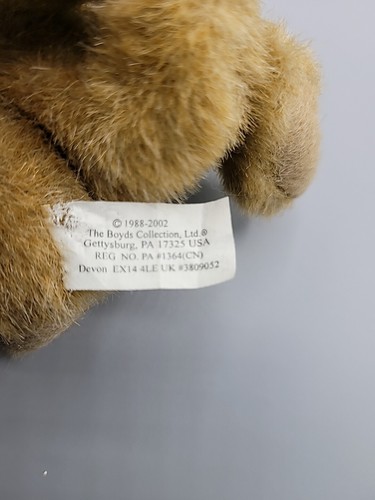 © 1988-2002
The Boyds Collection, Ltd.®
Gettysburg, PA 17325 USA
REG NO. PA #1364(CN)
Devon EX14 4LE UK #3809052